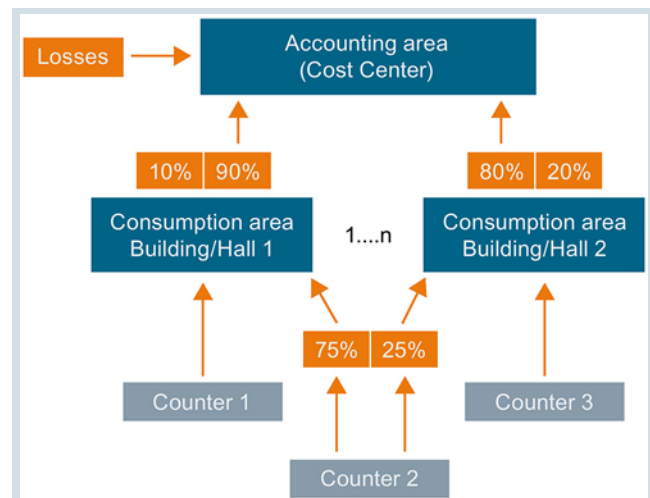 Accounting area
(Cost Center)
Losses
10% 90%
80% 20%
Consumption area
Building/Hall 1
1....n
Consumption area
Building/Hall 2
75% 25%
Counter 1
Counter 3
Counter 2